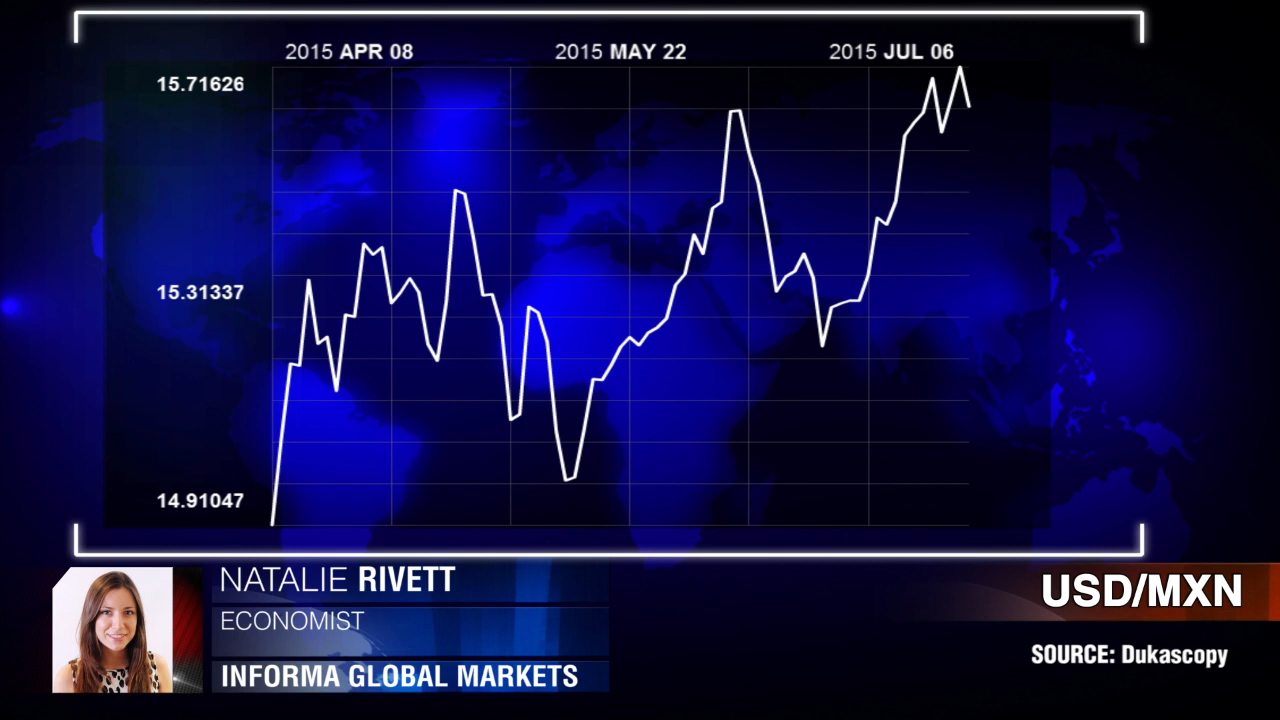 2015 APR 08 2015 MAY 22 2015 JUL 06
15.71626
15.31337
14.91047
NATALIE RIVETT
ECONOMIST
INFORMA GLOBAL MARKETS
USD/MXN
SOURCE: Dukascopy